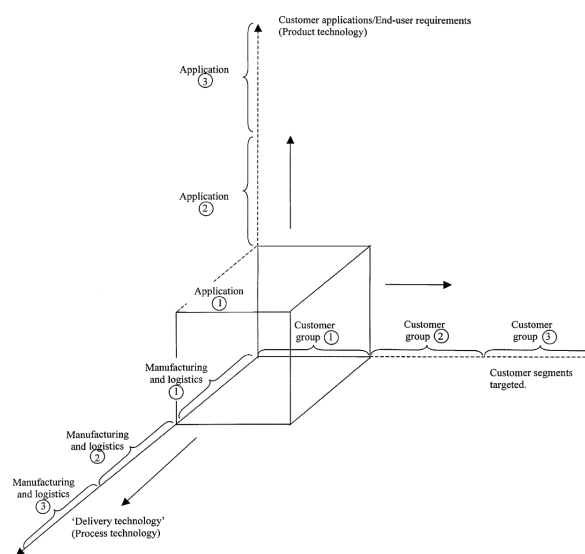 Customer applications/End-user requirements
(Product technology)
Application
3
Application
2
Application
1
Customer
group 1
Customer
group 2
Customer
group 3
Customer segments
targeted.
Manufacturing
and logistics
1
Manufacturing
and logistics
2
Manufacturing
and logistics
3
'Delivery technology'
(Process technology)